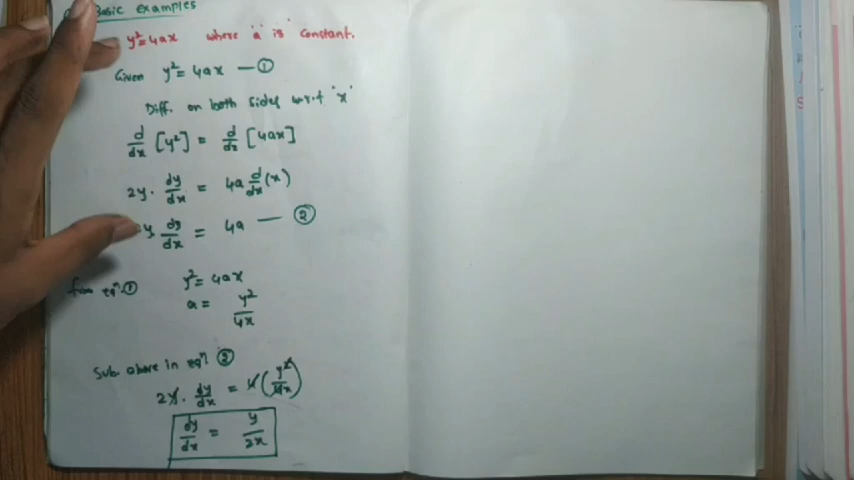 Basic examples
y²=4ax where 'a' is constant.
Given y²= 4ax — ①
Diff. on both sides w.r.t 'x'
d/dx [y²] = d/dx [4ax]
2y. dy/dx = 4a d/dx (x)
y dy/dx = 4a — ②
from eqⁿ ① y²= 4ax
a = y²/4x
Sub. above in eqⁿ ②
2y. dy/dx = 4(y²/4x)
dy/dx = y/2x